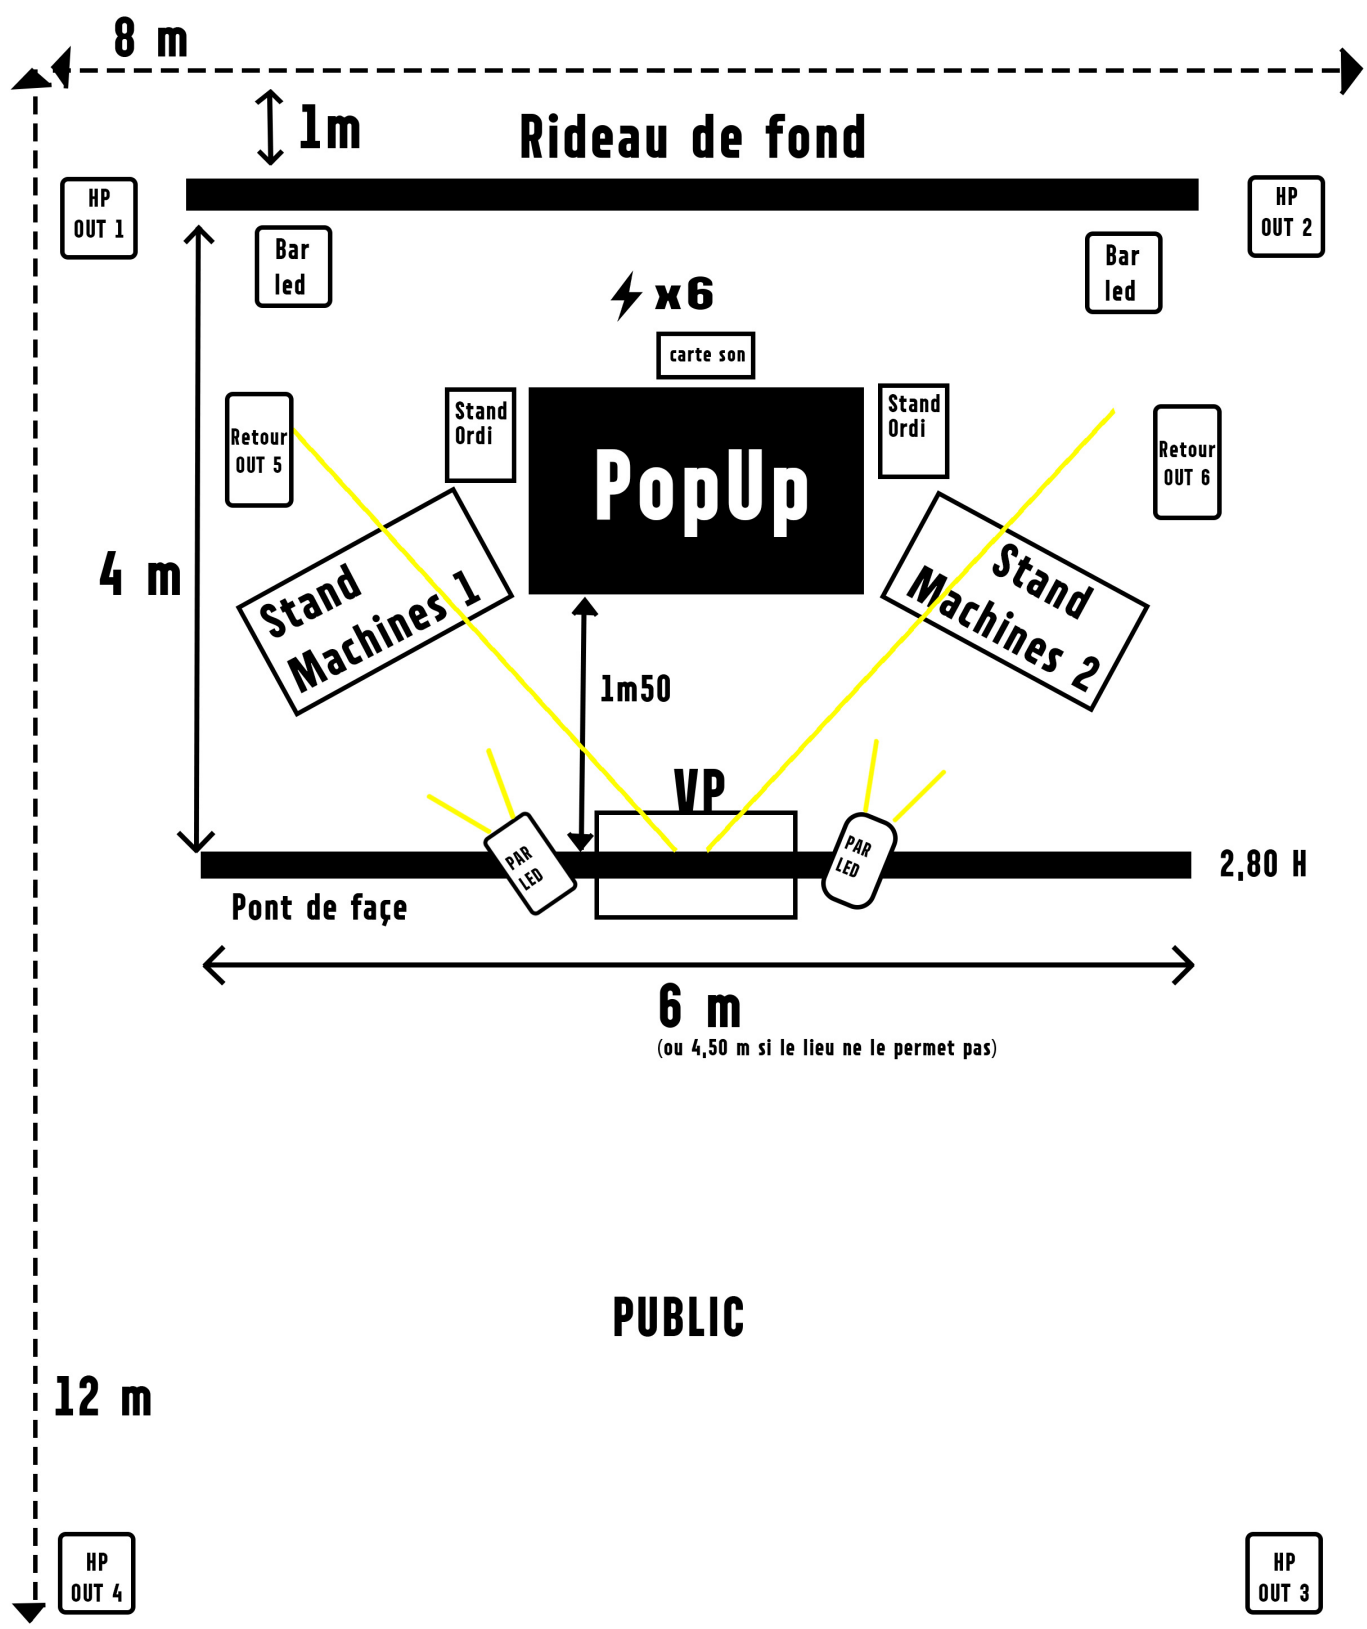 8 m
1m
Rideau de fond
HP
OUT 1
HP
OUT 2
Bar
led
Bar
led
x6
carte son
Stand
Ordi
PopUp
Stand
Ordi
Retour
OUT 5
Retour
OUT 6
Stand
Machines 1
Stand
Machines 2
4 m
1m50
VP
PAR
LED
PAR
LED
2,80 H
Pont de façe
6 m
(ou 4,50 m si le lieu ne le permet pas)
PUBLIC
12 m
HP
OUT 4
HP
OUT 3